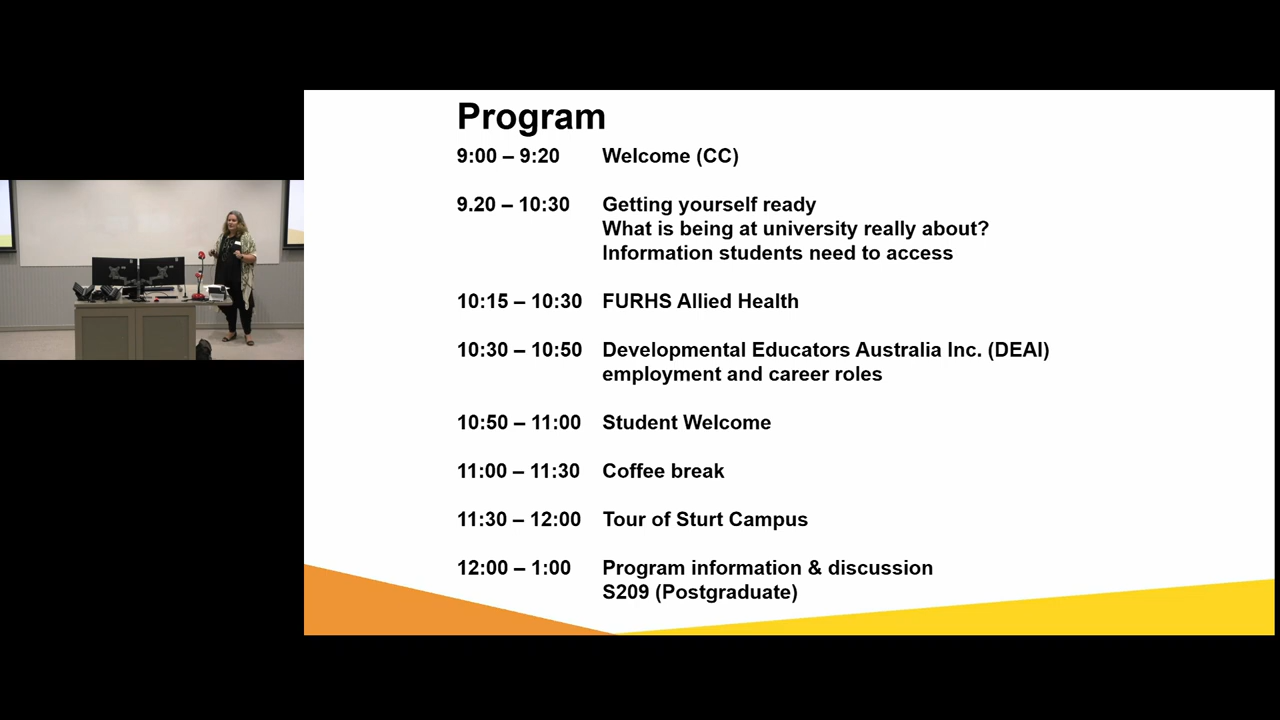 Program
9:00 – 9:20 Welcome (CC)
9.20 – 10:30 Getting yourself ready
What is being at university really about?
Information students need to access
10:15 – 10:30 FURHS Allied Health
10:30 – 10:50 Developmental Educators Australia Inc. (DEAI)
employment and career roles
10:50 – 11:00 Student Welcome
11:00 – 11:30 Coffee break
11:30 – 12:00 Tour of Sturt Campus
12:00 – 1:00 Program information & discussion
S209 (Postgraduate)